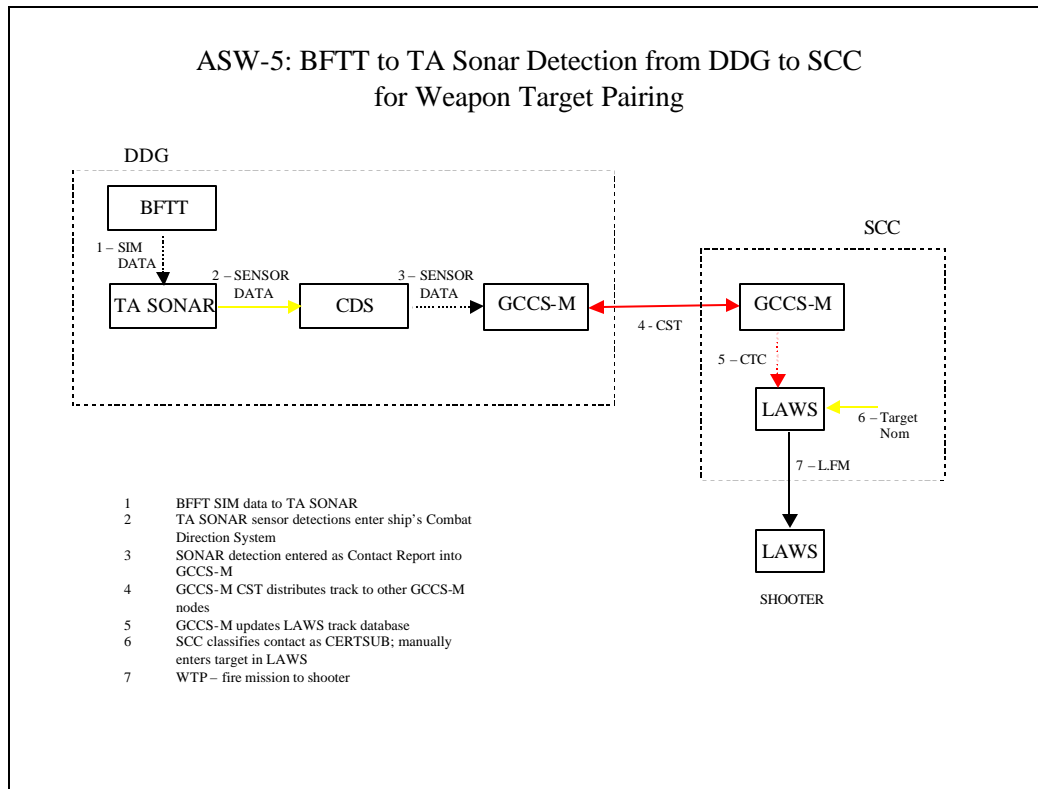 ASW-5: BFTT to TA Sonar Detection from DDG to SCC
for Weapon Target Pairing
DDG
BFTT
1 – SIM
DATA
TA SONAR
2 – SENSOR
DATA
CDS
3 – SENSOR
DATA
GCCS-M
4 - CST
SCC
GCCS-M
5 – CTC
LAWS
6 – Target
Nom
7 – L.FM
LAWS
SHOOTER
1 BFFT SIM data to TA SONAR
2 TA SONAR sensor detections enter ship's Combat
Direction System
3 SONAR detection entered as Contact Report into
GCCS-M
4 GCCS-M CST distributes track to other GCCS-M
nodes
5 GCCS-M updates LAWS track database
6 SCC classifies contact as CERTSUB; manually
enters target in LAWS
7 WTP – fire mission to shooter